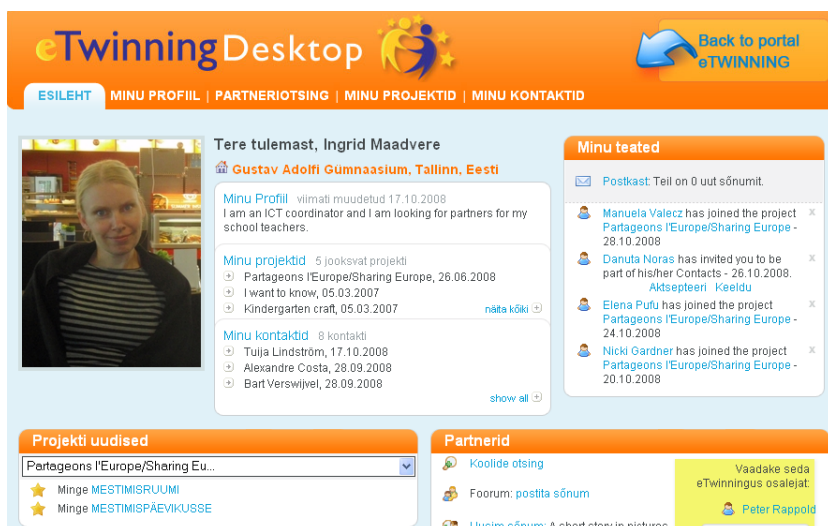 eTwinning Desktop
Back to portal
eTWINNING
ESILEHT MINU PROFIIL | PARTNERIOTSING | MINU PROJEKTID | MINU KONTAKTID
Tere tulemast, Ingrid Maadvere
Gustav Adolfi Gümnaasium, Tallinn, Eesti
Minu Profiil viimati muudetud 17.10.2008
I am an ICT coordinator and I am looking for partners for my
school teachers.
Minu projektid 5 jooksvat projekti
Partageons l'Europe/Sharing Europe, 26.06.2008
I want to know, 05.03.2007
Kindergarten craft, 05.03.2007 näita kõiki
Minu kontaktid 8 kontakti
Tuija Lindström, 17.10.2008
Alexandre Costa, 28.09.2008
Bart Verswijvel, 28.09.2008
show all
Minu teated
Postkast: Teil on 0 uut sõnumit.
Manuela Valecz has joined the project x
Partageons l'Europe/Sharing Europe -
28.10.2008
Danuta Noras has invited you to be x
part of his/her Contacts - 26.10.2008.
Aktsepteeri Keeldu
Elena Pufu has joined the project x
Partageons l'Europe/Sharing Europe -
24.10.2008
Nicki Gardner has joined the project x
Partageons l'Europe/Sharing Europe -
20.10.2008
Projekti uudised
Partageons l'Europe/Sharing Eu...
Minge MESTIMISRUUMI
Minge MESTIMISPÄEVIKUSSE
Partnerid
Koolide otsing
Foorum: postita sõnum
Uusim sõnum: A short story in pictures
Vaadake seda
eTwinningus osalejat:
Peter Rappold